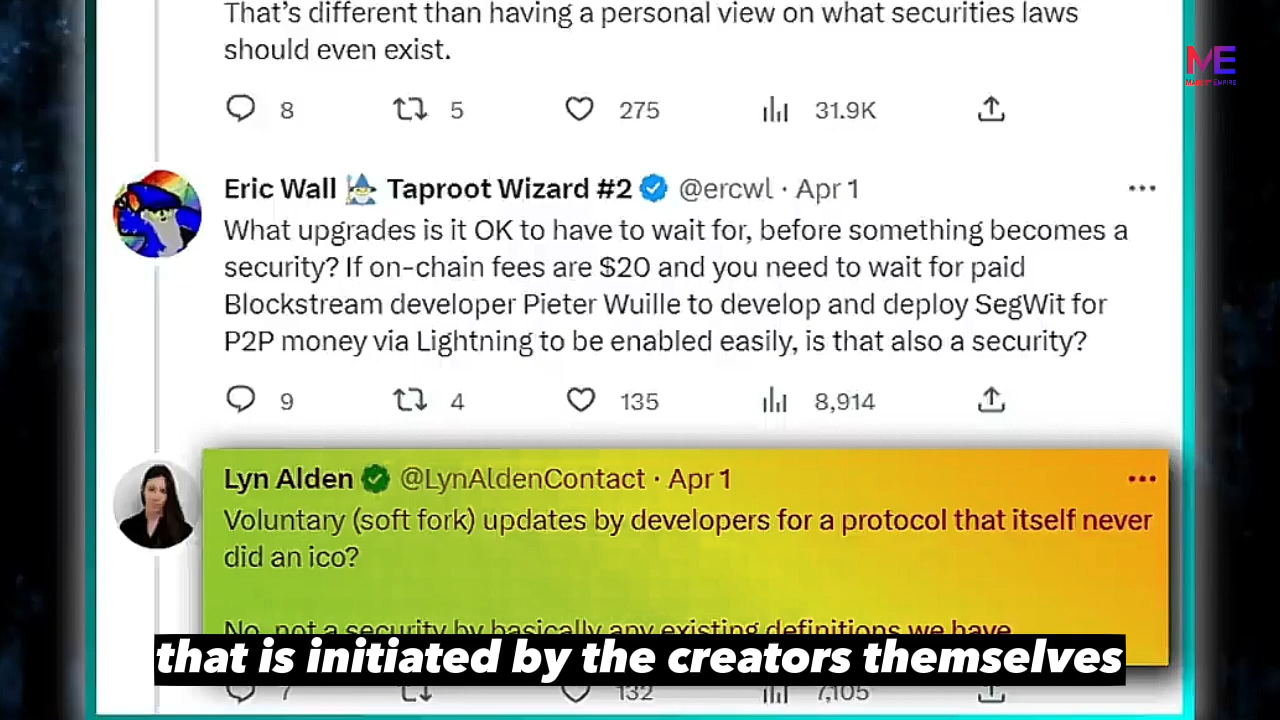 That's different than having a personal view on what securities laws
should even exist.
8 5 275 31.9K
ME
MARKET EMPIRE
Eric Wall Taproot Wizard #2 @ercwl · Apr 1
What upgrades is it OK to have to wait for, before something becomes a
security? If on-chain fees are $20 and you need to wait for paid
Blockstream developer Pieter Wuille to develop and deploy SegWit for
P2P money via Lightning to be enabled easily, is that also a security?
9 4 135 8,914
Lyn Alden @LynAldenContact · Apr 1
Voluntary (soft fork) updates by developers for a protocol that itself never
did an ico?
No, not a security by basically any existing definitions we have
that is initiated by the creators themselves
7 132 7,105